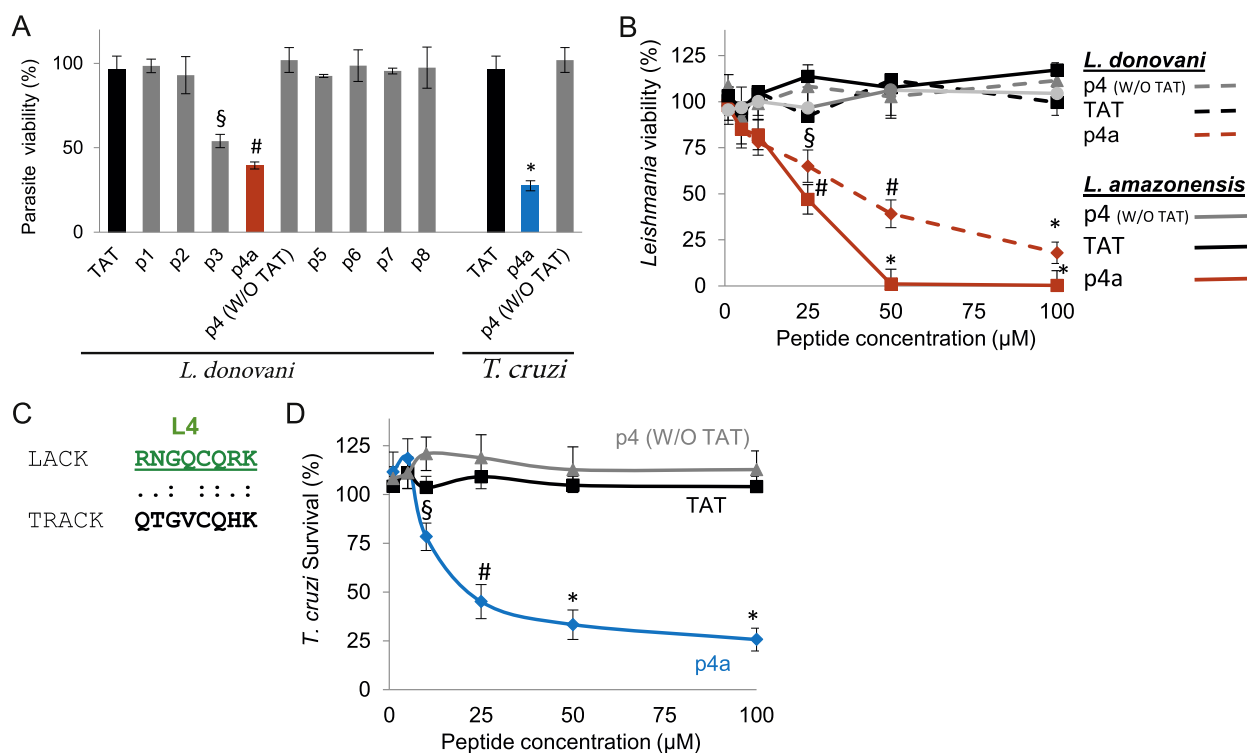 A
Parasite viability (%)
100
50
0
§
#
*
TAT
p1
p2
p3
p4a
p4 (W/O TAT)
p5
p6
p7
p8
TAT
p4a
p4 (W/O TAT)
L. donovani
T. cruzi
B
Leishmania viability (%)
125
100
75
50
25
0
§
#
#
*
*
*
0 25 50 75 100
Peptide concentration (µM)
L. donovani
p4 (W/O TAT)
TAT
p4a
L. amazonensis
p4 (W/O TAT)
TAT
p4a
C
L4
LACK RNGQCQRK
..: ::.:
TRACK QTGVCQHK
D
T. cruzi Survival (%)
125
100
75
50
25
0
p4 (W/O TAT)
TAT
§
#
*
*
p4a
0 25 50 75 100
Peptide concentration (µM)